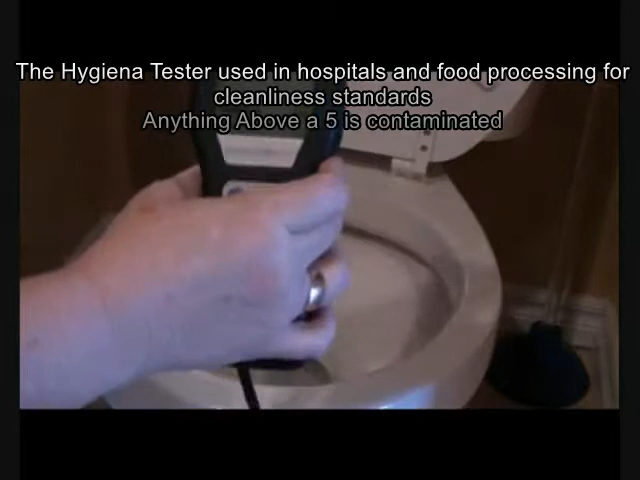 The Hygiena Tester used in hospitals and food processing for
cleanliness standards
Anything Above a 5 is contaminated